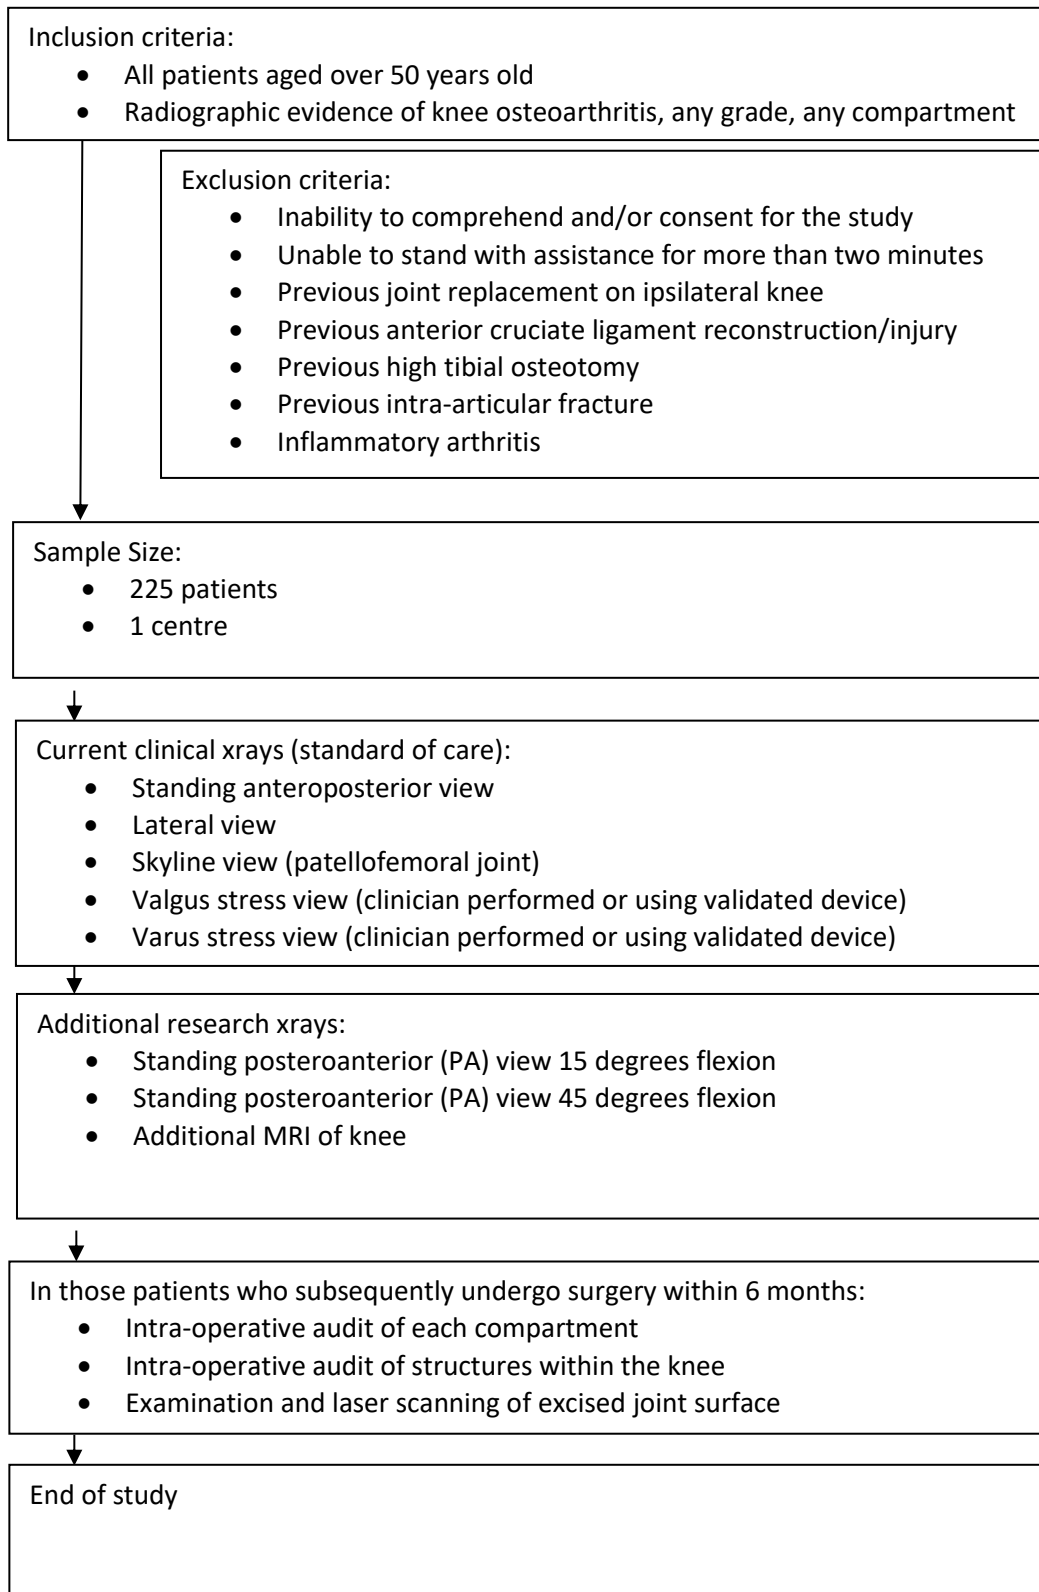 Inclusion criteria:
• All patients aged over 50 years old
• Radiographic evidence of knee osteoarthritis, any grade, any compartment
Exclusion criteria:
• Inability to comprehend and/or consent for the study
• Unable to stand with assistance for more than two minutes
• Previous joint replacement on ipsilateral knee
• Previous anterior cruciate ligament reconstruction/injury
• Previous high tibial osteotomy
• Previous intra-articular fracture
• Inflammatory arthritis
Sample Size:
• 225 patients
• 1 centre
Current clinical xrays (standard of care):
• Standing anteroposterior view
• Lateral view
• Skyline view (patellofemoral joint)
• Valgus stress view (clinician performed or using validated device)
• Varus stress view (clinician performed or using validated device)
Additional research xrays:
• Standing posteroanterior (PA) view 15 degrees flexion
• Standing posteroanterior (PA) view 45 degrees flexion
• Additional MRI of knee
In those patients who subsequently undergo surgery within 6 months:
• Intra-operative audit of each compartment
• Intra-operative audit of structures within the knee
• Examination and laser scanning of excised joint surface
End of study